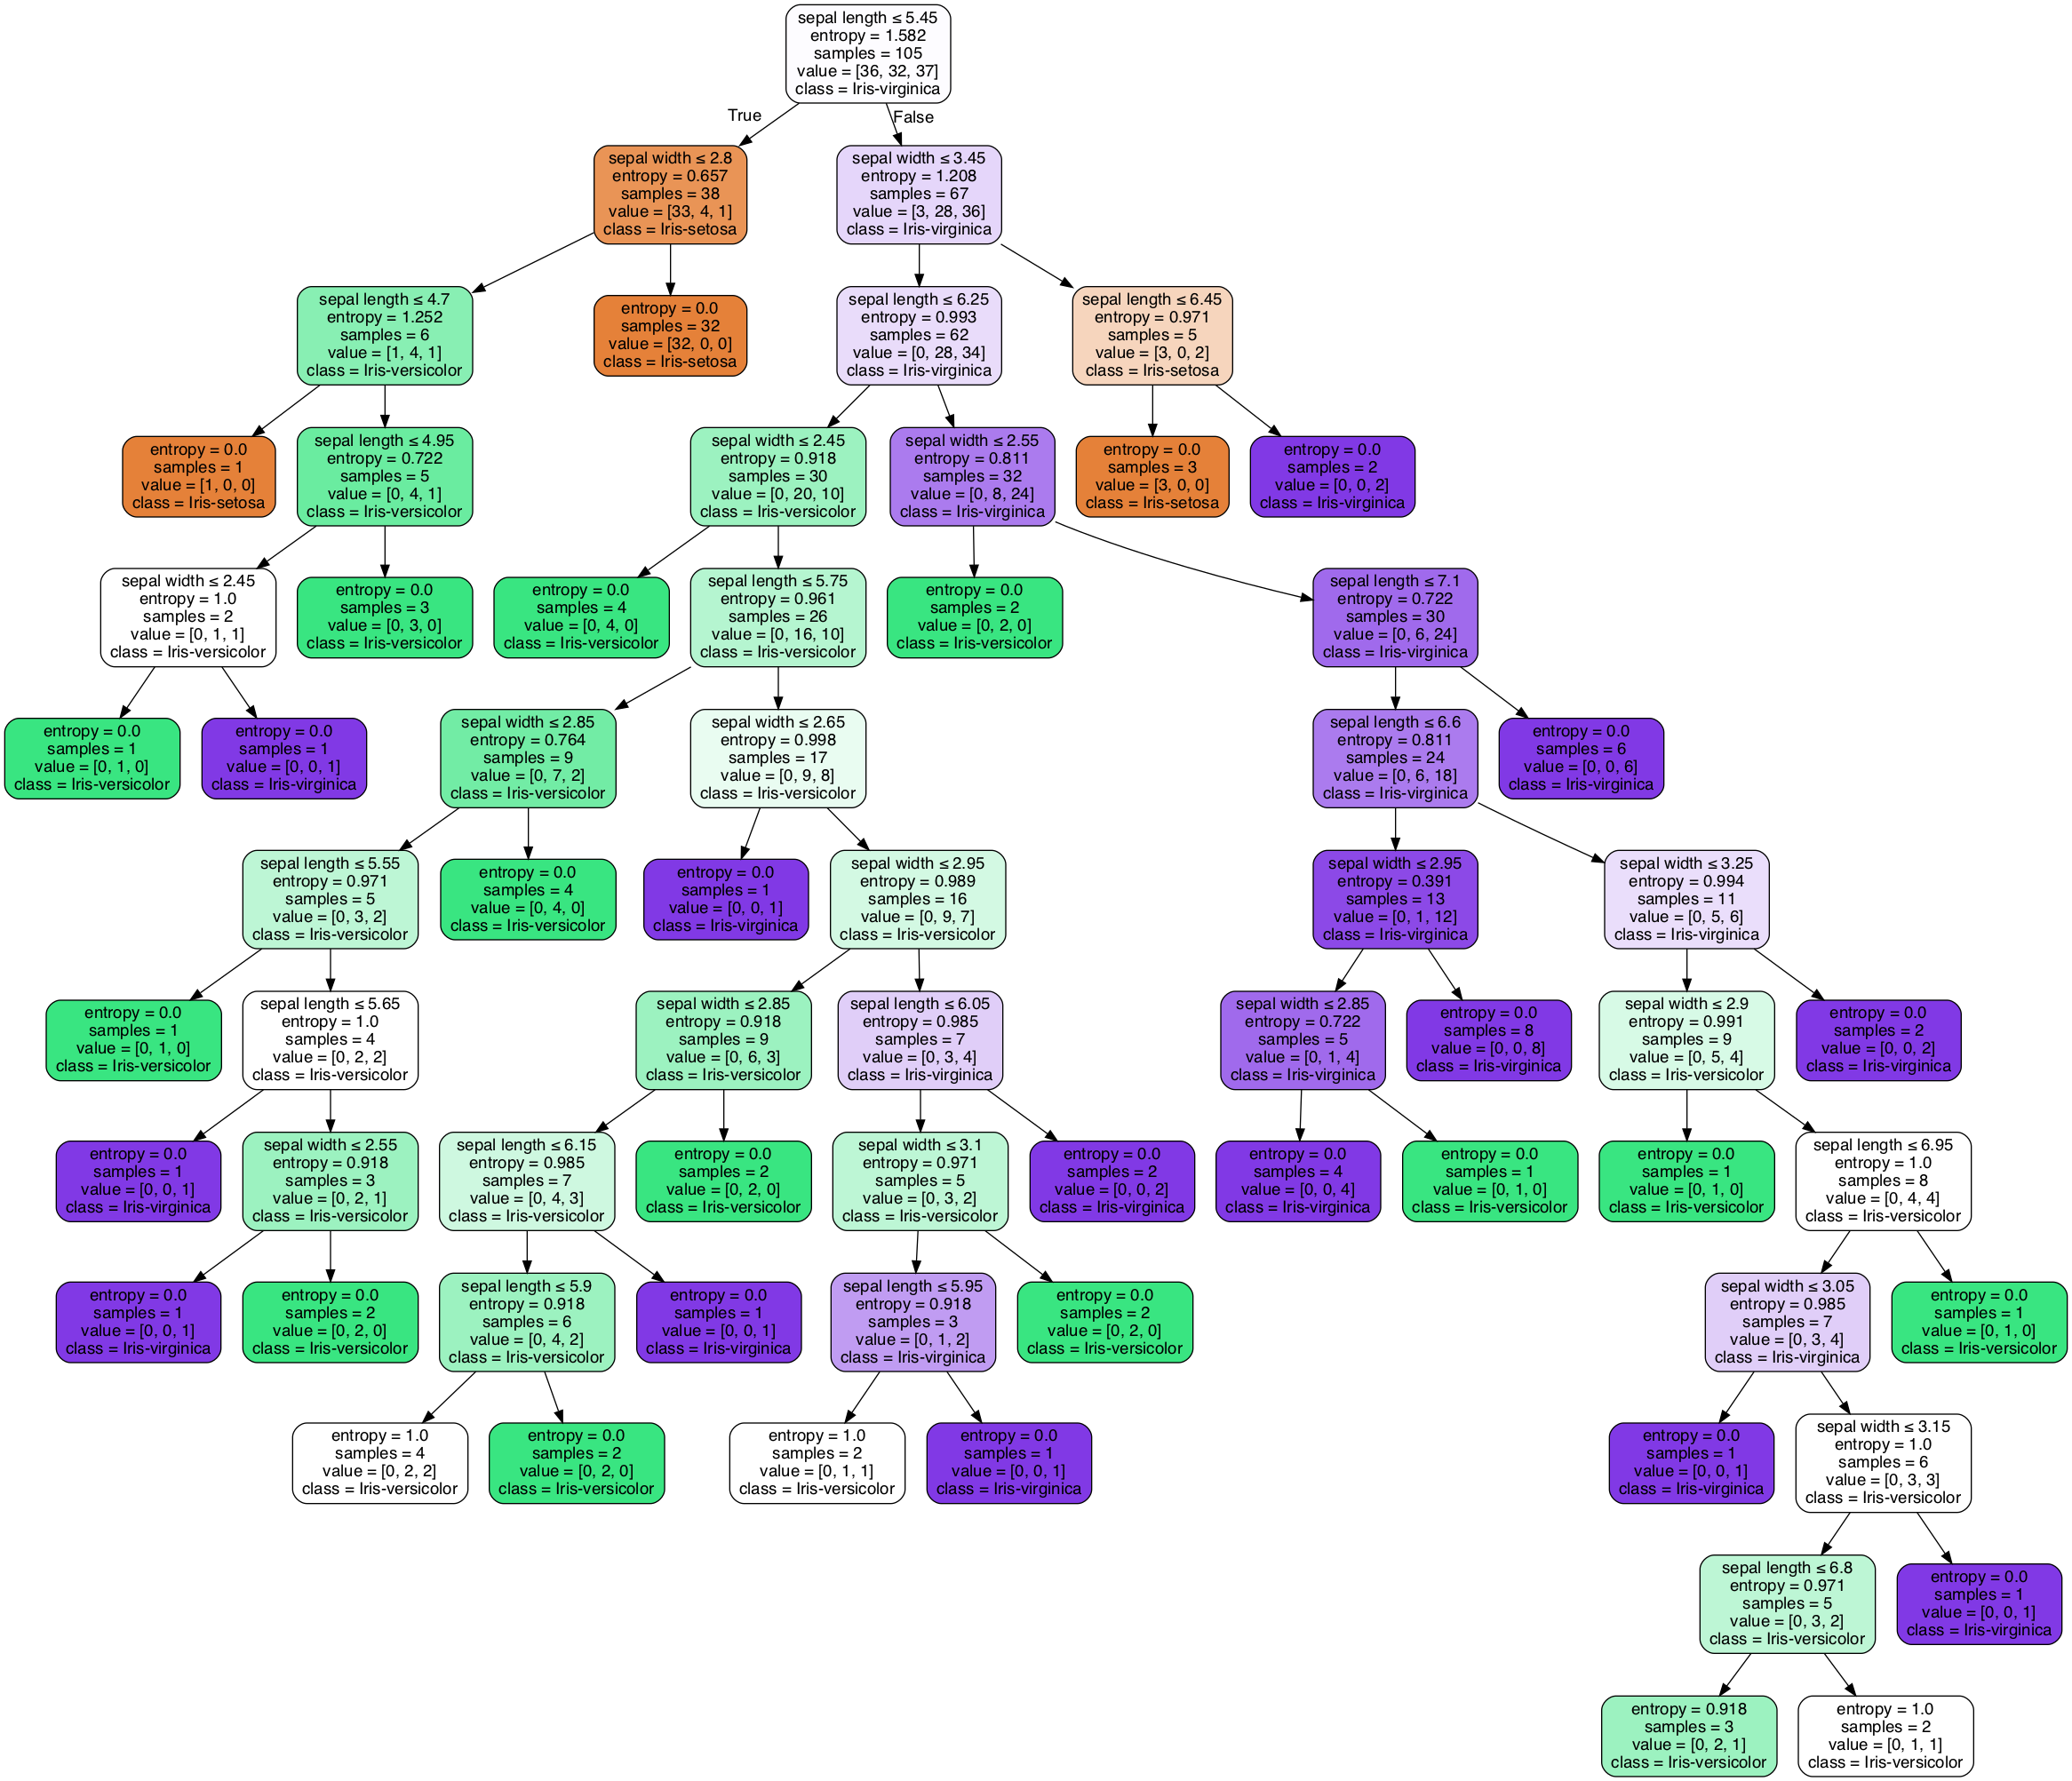 sepal length ≤ 5.45
entropy = 1.582
samples = 105
value = [36, 32, 37]
class = Iris-virginica
True
False
sepal width ≤ 2.8
entropy = 0.657
samples = 38
value = [33, 4, 1]
class = Iris-setosa
sepal width ≤ 3.45
entropy = 1.208
samples = 67
value = [3, 28, 36]
class = Iris-virginica
sepal length ≤ 4.7
entropy = 1.252
samples = 6
value = [1, 4, 1]
class = Iris-versicolor
entropy = 0.0
samples = 32
value = [32, 0, 0]
class = Iris-setosa
sepal length ≤ 6.25
entropy = 0.993
samples = 62
value = [0, 28, 34]
class = Iris-virginica
sepal length ≤ 6.45
entropy = 0.971
samples = 5
value = [3, 0, 2]
class = Iris-setosa
entropy = 0.0
samples = 1
value = [1, 0, 0]
class = Iris-setosa
sepal length ≤ 4.95
entropy = 0.722
samples = 5
value = [0, 4, 1]
class = Iris-versicolor
sepal width ≤ 2.45
entropy = 0.918
samples = 30
value = [0, 20, 10]
class = Iris-versicolor
sepal width ≤ 2.55
entropy = 0.811
samples = 32
value = [0, 8, 24]
class = Iris-virginica
entropy = 0.0
samples = 3
value = [3, 0, 0]
class = Iris-setosa
entropy = 0.0
samples = 2
value = [0, 0, 2]
class = Iris-virginica
sepal width ≤ 2.45
entropy = 1.0
samples = 2
value = [0, 1, 1]
class = Iris-versicolor
entropy = 0.0
samples = 3
value = [0, 3, 0]
class = Iris-versicolor
entropy = 0.0
samples = 4
value = [0, 4, 0]
class = Iris-versicolor
sepal length ≤ 5.75
entropy = 0.961
samples = 26
value = [0, 16, 10]
class = Iris-versicolor
entropy = 0.0
samples = 2
value = [0, 2, 0]
class = Iris-versicolor
sepal length ≤ 7.1
entropy = 0.722
samples = 30
value = [0, 6, 24]
class = Iris-virginica
entropy = 0.0
samples = 1
value = [0, 1, 0]
class = Iris-versicolor
entropy = 0.0
samples = 1
value = [0, 0, 1]
class = Iris-virginica
sepal width ≤ 2.85
entropy = 0.764
samples = 9
value = [0, 7, 2]
class = Iris-versicolor
sepal width ≤ 2.65
entropy = 0.998
samples = 17
value = [0, 9, 8]
class = Iris-versicolor
sepal length ≤ 6.6
entropy = 0.811
samples = 24
value = [0, 6, 18]
class = Iris-virginica
entropy = 0.0
samples = 6
value = [0, 0, 6]
class = Iris-virginica
sepal length ≤ 5.55
entropy = 0.971
samples = 5
value = [0, 3, 2]
class = Iris-versicolor
entropy = 0.0
samples = 4
value = [0, 4, 0]
class = Iris-versicolor
entropy = 0.0
samples = 1
value = [0, 0, 1]
class = Iris-virginica
sepal width ≤ 2.95
entropy = 0.989
samples = 16
value = [0, 9, 7]
class = Iris-versicolor
sepal width ≤ 2.95
entropy = 0.391
samples = 13
value = [0, 1, 12]
class = Iris-virginica
sepal width ≤ 3.25
entropy = 0.994
samples = 11
value = [0, 5, 6]
class = Iris-virginica
entropy = 0.0
samples = 1
value = [0, 1, 0]
class = Iris-versicolor
sepal length ≤ 5.65
entropy = 1.0
samples = 4
value = [0, 2, 2]
class = Iris-versicolor
sepal width ≤ 2.85
entropy = 0.918
samples = 9
value = [0, 6, 3]
class = Iris-versicolor
sepal length ≤ 6.05
entropy = 0.985
samples = 7
value = [0, 3, 4]
class = Iris-virginica
sepal width ≤ 2.85
entropy = 0.722
samples = 5
value = [0, 1, 4]
class = Iris-virginica
entropy = 0.0
samples = 8
value = [0, 0, 8]
class = Iris-virginica
sepal width ≤ 2.9
entropy = 0.991
samples = 9
value = [0, 5, 4]
class = Iris-versicolor
entropy = 0.0
samples = 2
value = [0, 0, 2]
class = Iris-virginica
entropy = 0.0
samples = 1
value = [0, 0, 1]
class = Iris-virginica
sepal width ≤ 2.55
entropy = 0.918
samples = 3
value = [0, 2, 1]
class = Iris-versicolor
sepal length ≤ 6.15
entropy = 0.985
samples = 7
value = [0, 4, 3]
class = Iris-versicolor
entropy = 0.0
samples = 2
value = [0, 2, 0]
class = Iris-versicolor
sepal width ≤ 3.1
entropy = 0.971
samples = 5
value = [0, 3, 2]
class = Iris-versicolor
entropy = 0.0
samples = 2
value = [0, 0, 2]
class = Iris-virginica
entropy = 0.0
samples = 4
value = [0, 0, 4]
class = Iris-virginica
entropy = 0.0
samples = 1
value = [0, 1, 0]
class = Iris-versicolor
entropy = 0.0
samples = 1
value = [0, 1, 0]
class = Iris-versicolor
sepal length ≤ 6.95
entropy = 1.0
samples = 8
value = [0, 4, 4]
class = Iris-versicolor
entropy = 0.0
samples = 1
value = [0, 0, 1]
class = Iris-virginica
entropy = 0.0
samples = 2
value = [0, 2, 0]
class = Iris-versicolor
sepal length ≤ 5.9
entropy = 0.918
samples = 6
value = [0, 4, 2]
class = Iris-versicolor
entropy = 0.0
samples = 1
value = [0, 0, 1]
class = Iris-virginica
sepal length ≤ 5.95
entropy = 0.918
samples = 3
value = [0, 1, 2]
class = Iris-virginica
entropy = 0.0
samples = 2
value = [0, 2, 0]
class = Iris-versicolor
sepal width ≤ 3.05
entropy = 0.985
samples = 7
value = [0, 3, 4]
class = Iris-virginica
entropy = 0.0
samples = 1
value = [0, 1, 0]
class = Iris-versicolor
entropy = 1.0
samples = 4
value = [0, 2, 2]
class = Iris-versicolor
entropy = 0.0
samples = 2
value = [0, 2, 0]
class = Iris-versicolor
entropy = 1.0
samples = 2
value = [0, 1, 1]
class = Iris-versicolor
entropy = 0.0
samples = 1
value = [0, 0, 1]
class = Iris-virginica
entropy = 0.0
samples = 1
value = [0, 0, 1]
class = Iris-virginica
sepal width ≤ 3.15
entropy = 1.0
samples = 6
value = [0, 3, 3]
class = Iris-versicolor
sepal length ≤ 6.8
entropy = 0.971
samples = 5
value = [0, 3, 2]
class = Iris-versicolor
entropy = 0.0
samples = 1
value = [0, 0, 1]
class = Iris-virginica
entropy = 0.918
samples = 3
value = [0, 2, 1]
class = Iris-versicolor
entropy = 1.0
samples = 2
value = [0, 1, 1]
class = Iris-versicolor